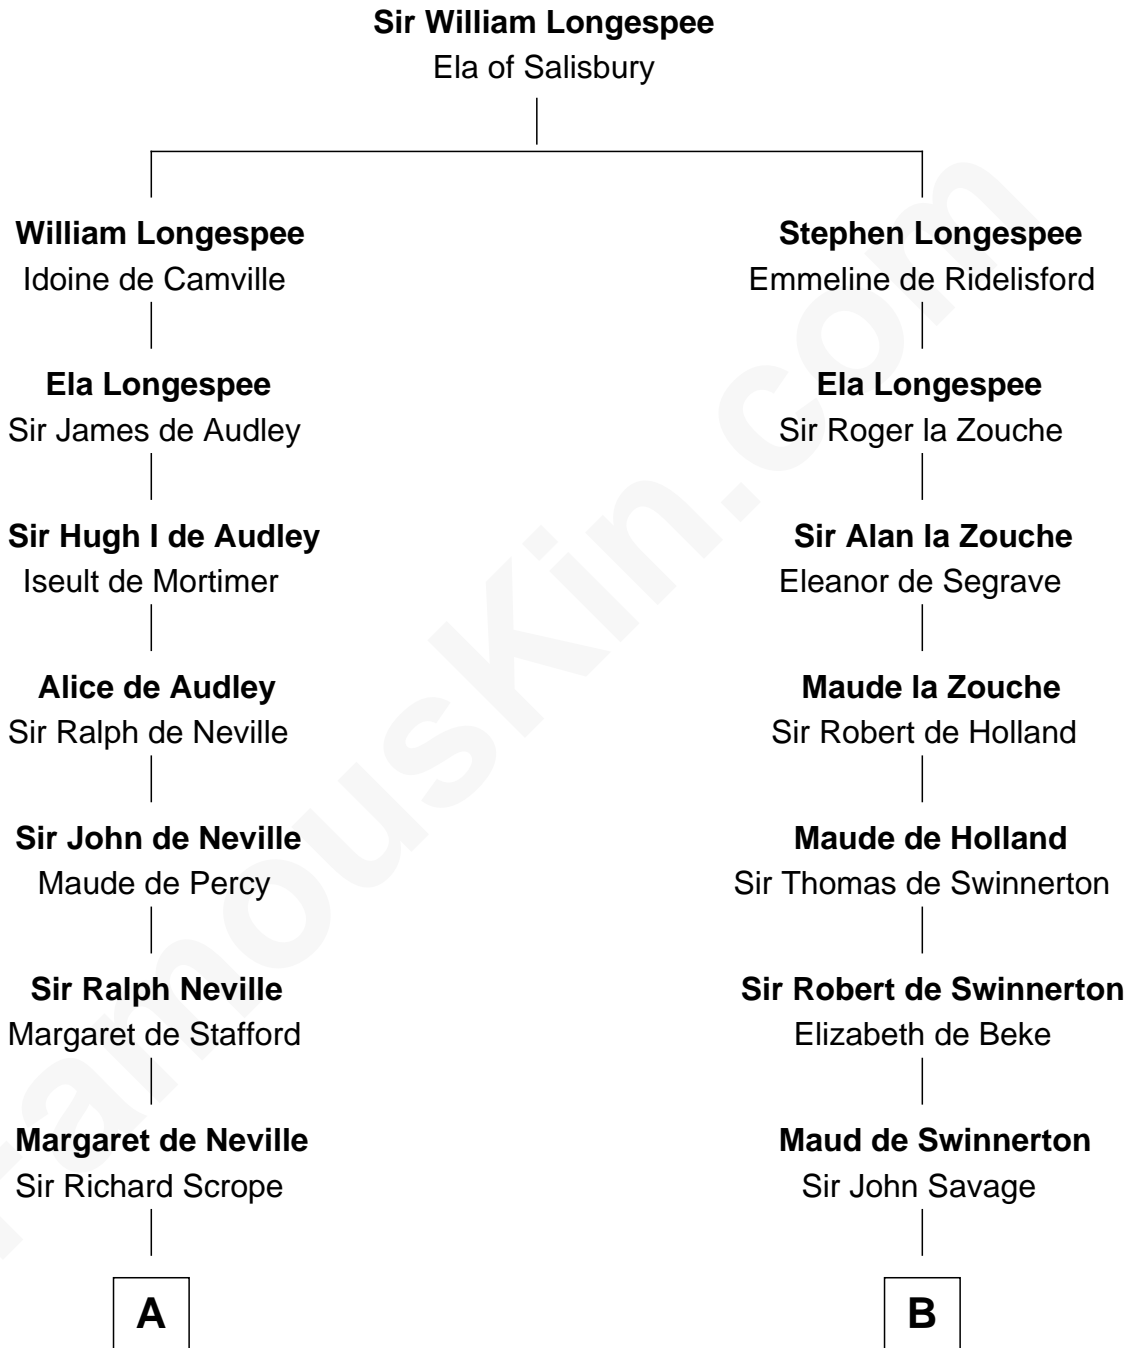 Sir William Longespee
Ela of Salisbury
William Longespee
Idoine de Camville
Stephen Longespee
Emmeline de Ridelisford
Ela Longespee
Sir James de Audley
Ela Longespee
Sir Roger la Zouche
Sir Hugh I de Audley
Iseult de Mortimer
Sir Alan la Zouche
Eleanor de Segrave
Alice de Audley
Sir Ralph de Neville
Maude la Zouche
Sir Robert de Holland
Sir John de Neville
Maude de Percy
Maude de Holland
Sir Thomas de Swinnerton
Sir Ralph Neville
Margaret de Stafford
Sir Robert de Swinnerton
Elizabeth de Beke
Margaret de Neville
Sir Richard Scrope
Maud de Swinnerton
Sir John Savage
A
B
FamousKin.com